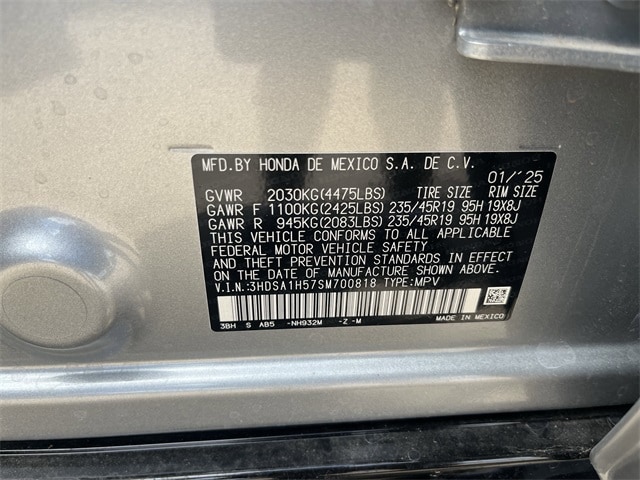 MFD.BY HONDA DE MEXICO S.A. DE C.V.
01/'25
GVWR 2030KG(4475LBS) TIRE SIZE RIM SIZE
GAWR F 1100KG(2425LBS) 235/45R19 95H 19X8J
GAWR R 945KG(2083LBS) 235/45R19 95H 19X8J
THIS VEHICLE CONFORMS TO ALL APPLICABLE
FEDERAL MOTOR VEHICLE SAFETY
AND THEFT PREVENTION STANDARDS IN EFFECT
ON THE DATE OF MANUFACTURE SHOWN ABOVE.
V.I.N.:3HDSA1H57SM700818 TYPE:MPV
3BH S AB5 -NH932M -Z -M MADE IN MEXICO